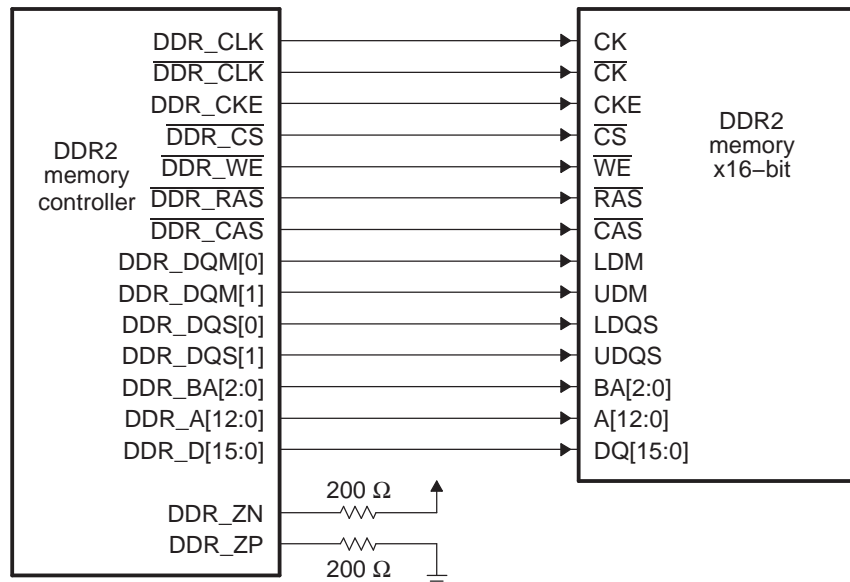 DDR_CLK
DDR_CLK
DDR_CKE
DDR_CS
DDR_WE
DDR_RAS
DDR_CAS
DDR_DQM[0]
DDR_DQM[1]
DDR_DQS[0]
DDR_DQS[1]
DDR_BA[2:0]
DDR_A[12:0]
DDR_D[15:0]
DDR_ZN
DDR_ZP
DDR2
memory
controller
200 Ω
200 Ω
CK
CK
CKE
CS
WE
RAS
CAS
LDM
UDM
LDQS
UDQS
BA[2:0]
A[12:0]
DQ[15:0]
DDR2
memory
x16−bit